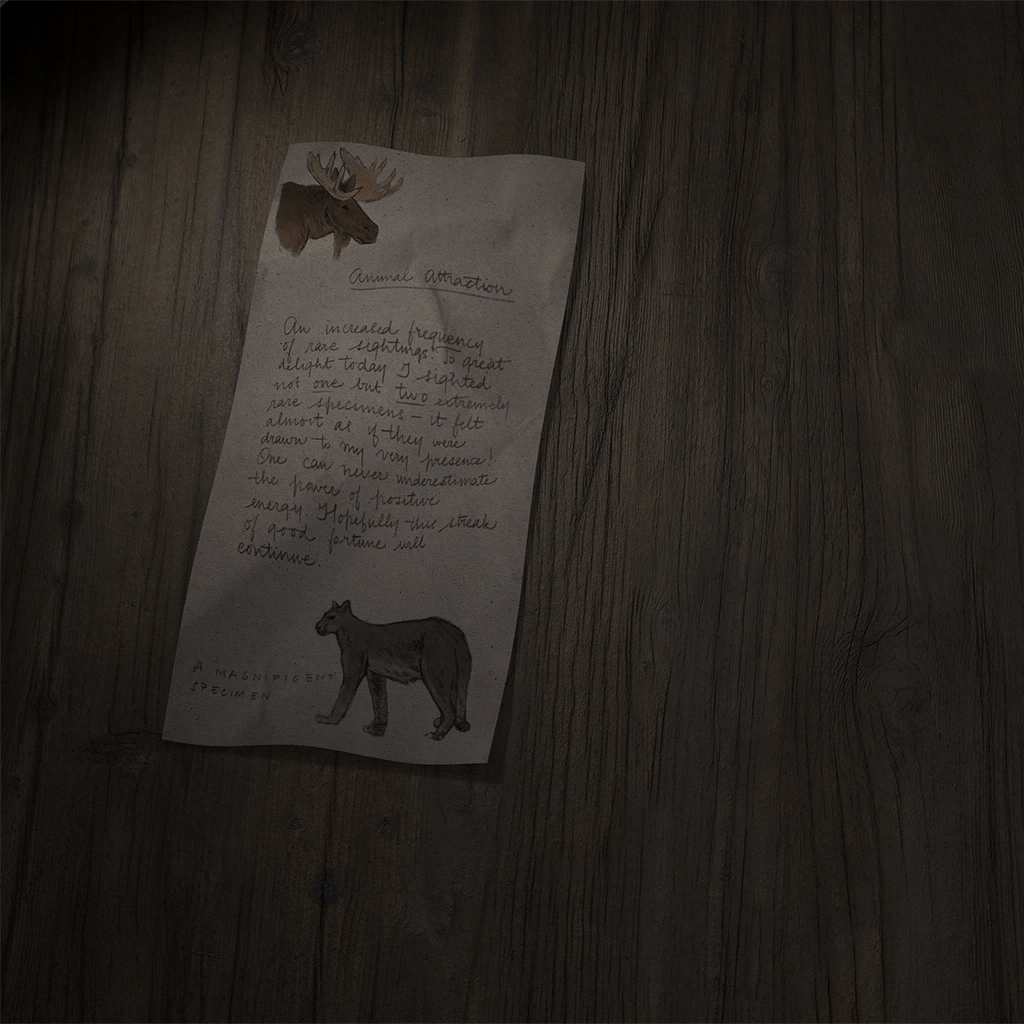 Animal Attraction
An increased frequency
of rare sightings. To great
delight today I sighted
not one but two extremely
rare specimens – it felt
almost as if they were
drawn to my very presence!
One can never underestimate
the power of positive
energy. Hopefully this streak
of good fortune will
continue.
A MAGNIFICENT
SPECIMEN